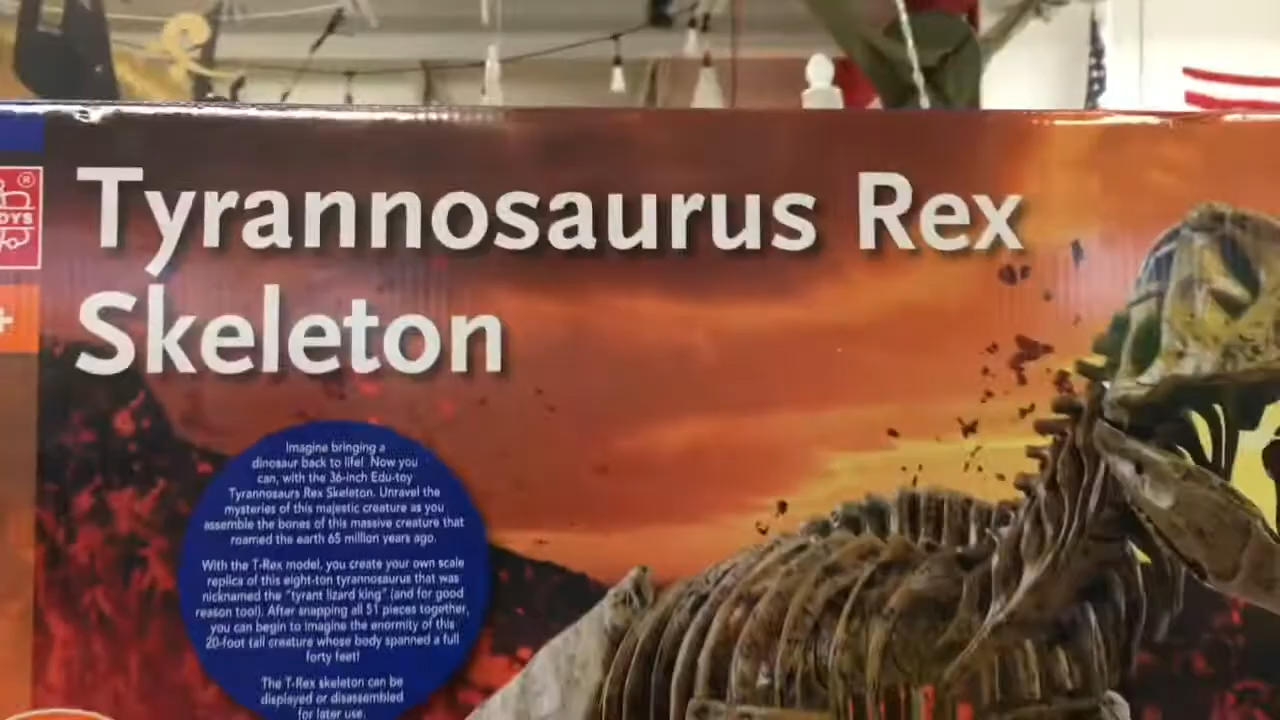 Tyrannosaurus Rex
Skeleton
®
+
Imagine bringing a
dinosaur back to life! Now you
can, with the 36-inch Edu-toy
Tyrannosaurs Rex Skeleton. Unravel the
mysteries of this majestic creature as you
assemble the bones of this massive creature that
roamed the earth 65 million years ago.
With the T-Rex model, you create your own scale
replica of this eight-ton tyrannosaurus that was
nicknamed the "tyrant lizard king" (and for good
reason too!). After snapping all 51 pieces together,
you can begin to imagine the enormity of this
20-foot tall creature whose body spanned a full
forty feet!
The T-Rex skeleton can be
displayed or disassembled
for later use.